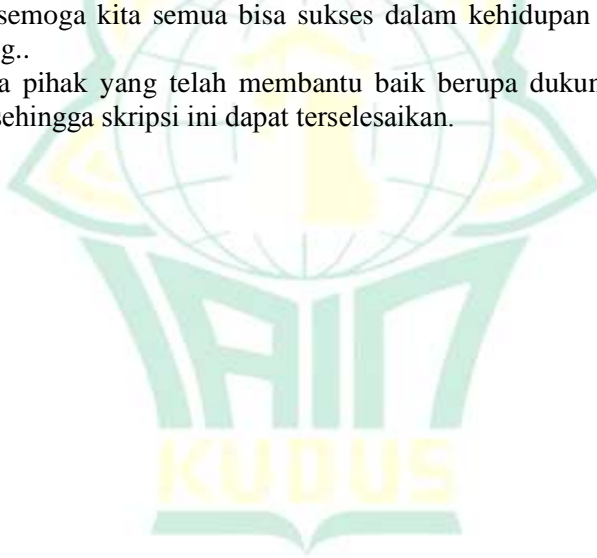 semoga kita semua bisa sukses dalam kehidupan
g..
a pihak yang telah membantu baik berupa dukun
sehingga skripsi ini dapat terselesaikan.
IAIN
KUDUS